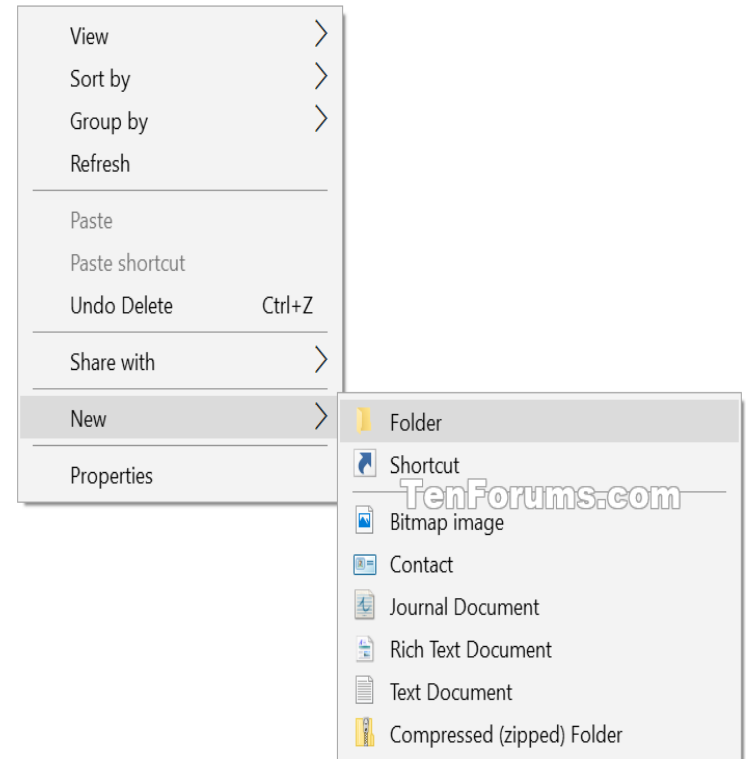 View
Sort by
Group by
Refresh
Paste
Paste shortcut
Undo Delete Ctrl+Z
Share with
New
Properties
Folder
Shortcut
TenForums.com
Bitmap image
Contact
Journal Document
Rich Text Document
Text Document
Compressed (zipped) Folder